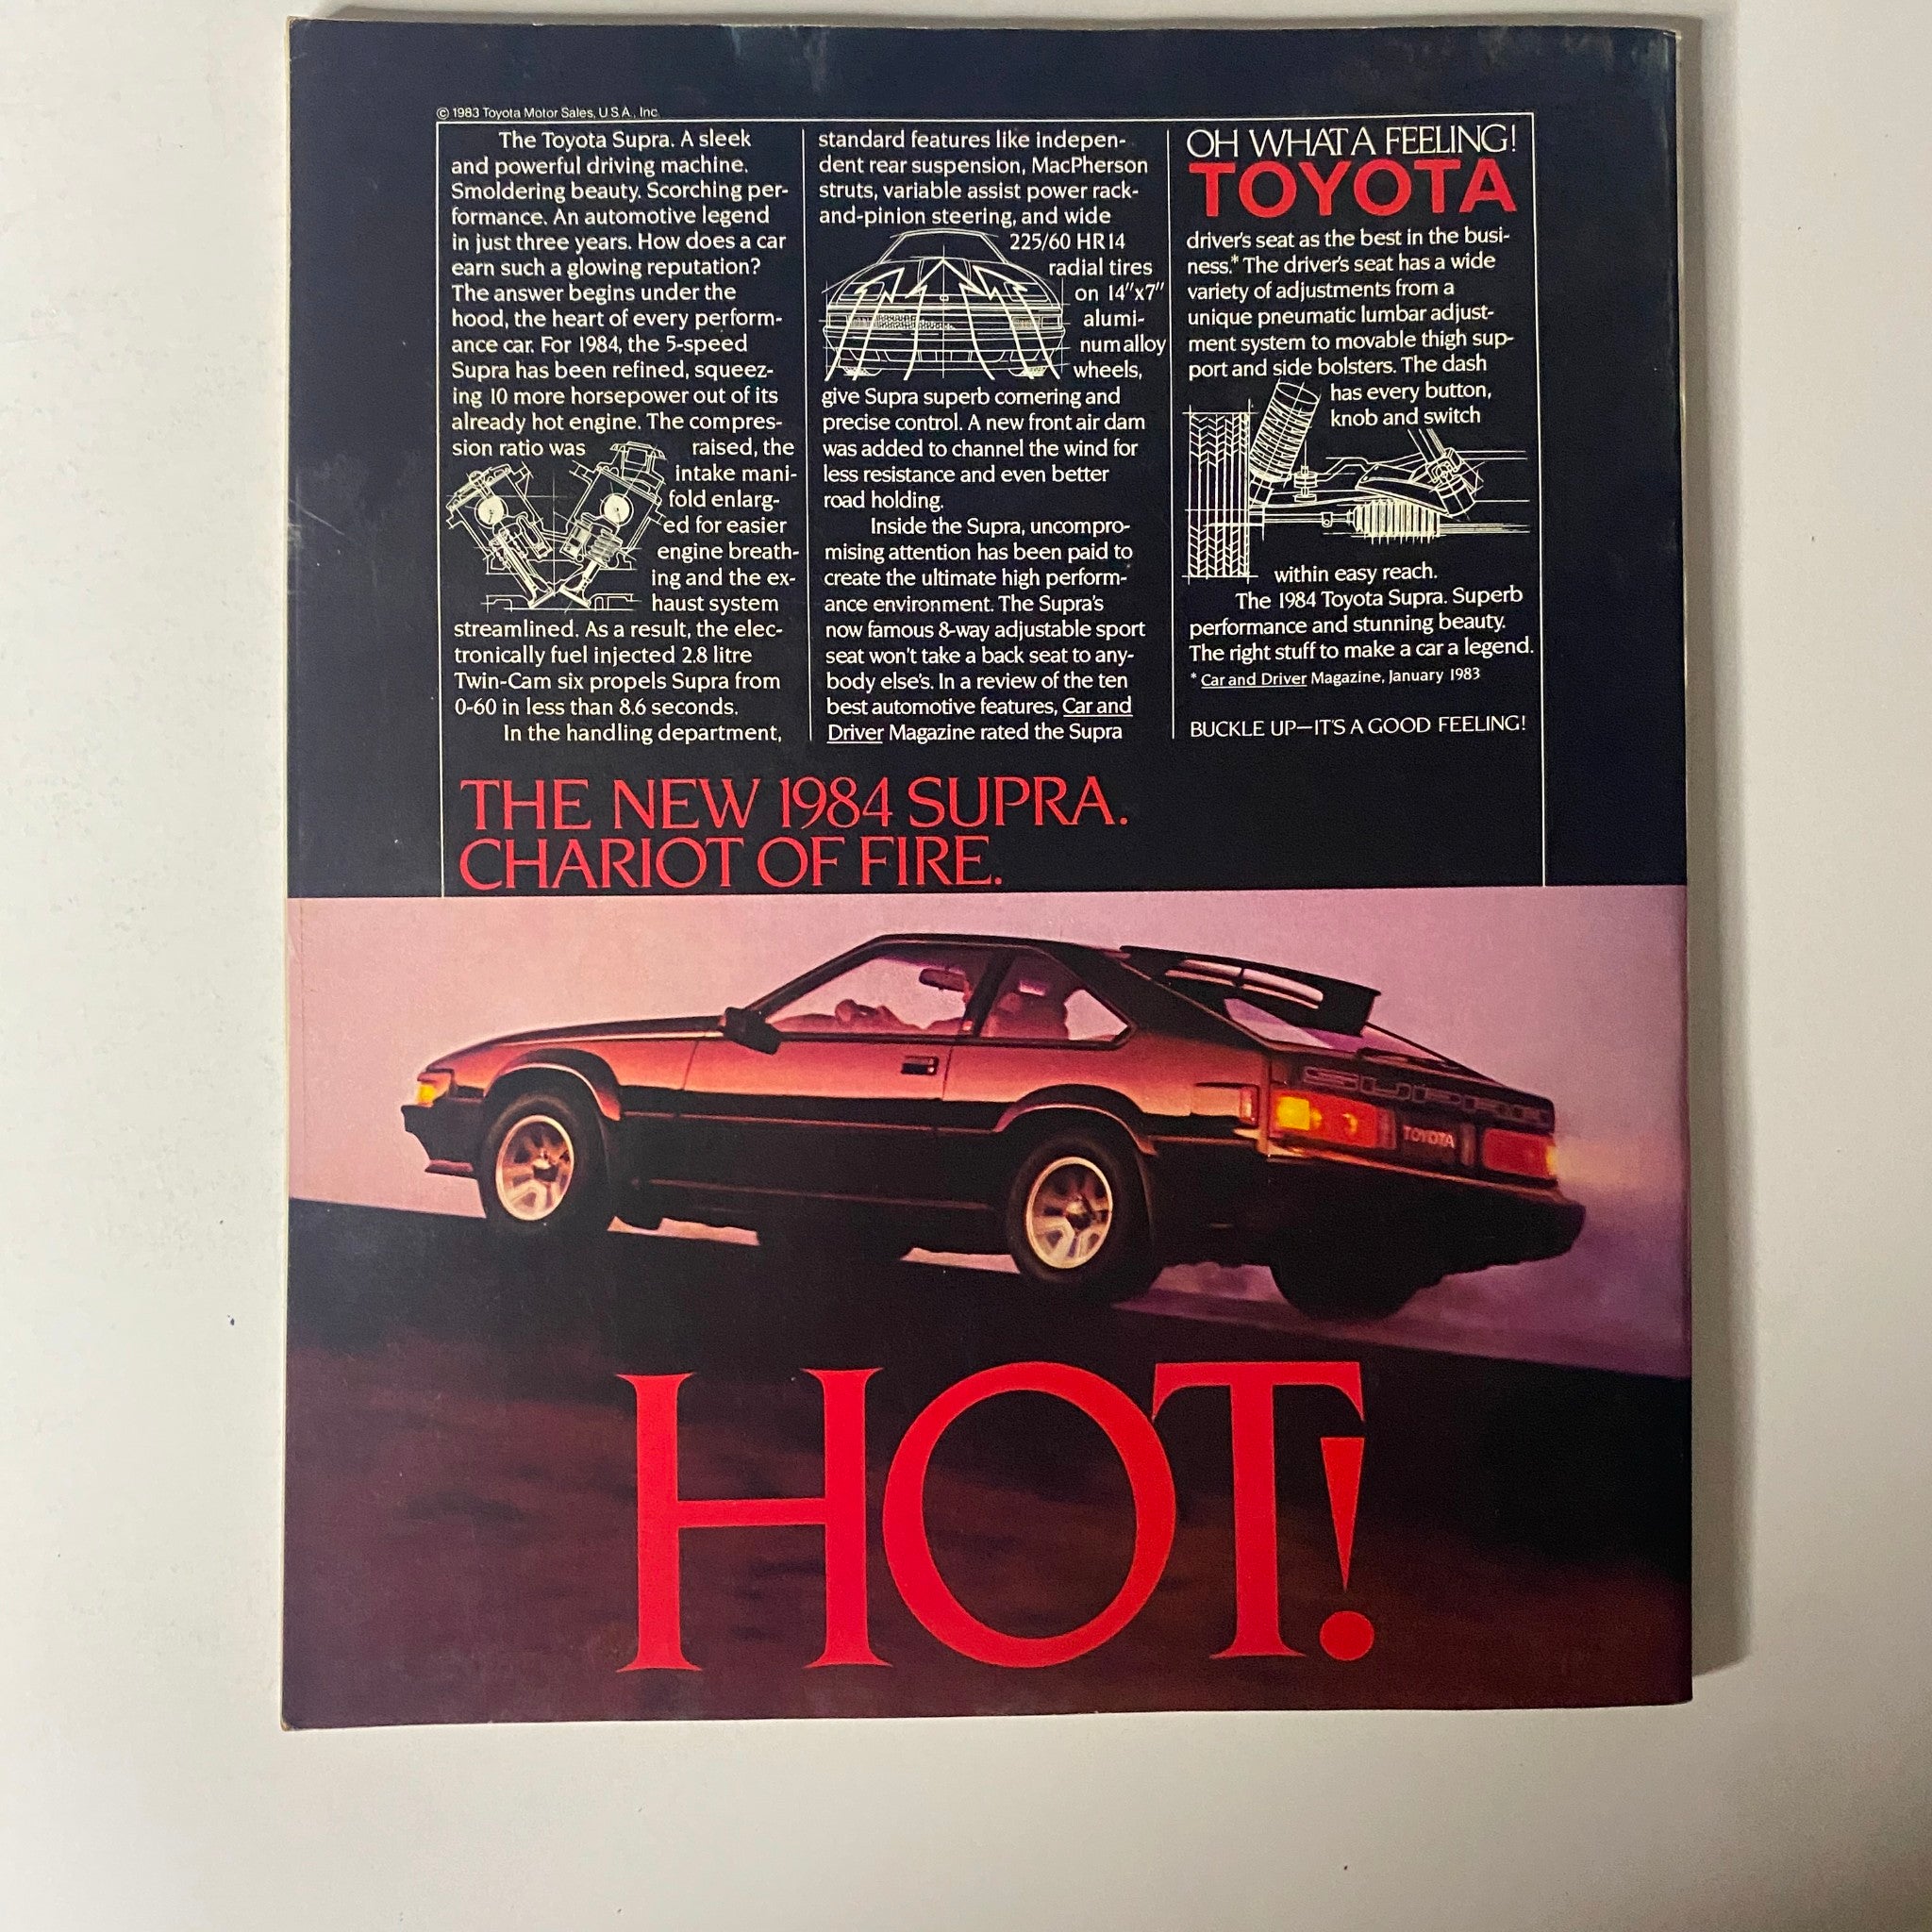 © 1983 Toyota Motor Sales, U.S.A., Inc.
The Toyota Supra. A sleek
and powerful driving machine.
Smoldering beauty. Scorching per-
formance. An automotive legend
in just three years. How does a car
earn such a glowing reputation?
The answer begins under the
hood, the heart of every perform-
ance car. For 1984, the 5-speed
Supra has been refined, squeez-
ing 10 more horsepower out of its
already hot engine. The compres-
sion ratio was raised, the
intake mani-
fold enlarg-
ed for easier
engine breath-
ing and the ex-
haust system
streamlined. As a result, the elec-
tronically fuel injected 2.8 litre
Twin-Cam six propels Supra from
0-60 in less than 8.6 seconds.
In the handling department,
standard features like indepen-
dent rear suspension, MacPherson
struts, variable assist power rack-
and-pinion steering, and wide
225/60 HR14
radial tires
on 14"x7"
alumi-
num alloy
wheels,
give Supra superb cornering and
precise control. A new front air dam
was added to channel the wind for
less resistance and even better
road holding.
Inside the Supra, uncompro-
mising attention has been paid to
create the ultimate high perform-
ance environment. The Supra's
now famous 8-way adjustable sport
seat won't take a back seat to any-
body else's. In a review of the ten
best automotive features, Car and
Driver Magazine rated the Supra
OH WHAT A FEELING!
TOYOTA
driver's seat as the best in the busi-
ness.* The driver's seat has a wide
variety of adjustments from a
unique pneumatic lumbar adjust-
ment system to movable thigh sup-
port and side bolsters. The dash
has every button,
knob and switch
within easy reach.
The 1984 Toyota Supra. Superb
performance and stunning beauty.
The right stuff to make a car a legend.
* Car and Driver Magazine, January 1983
BUCKLE UP—IT'S A GOOD FEELING!
THE NEW 1984 SUPRA.
CHARIOT OF FIRE.
SUPRA
TOYOTA
HOT!